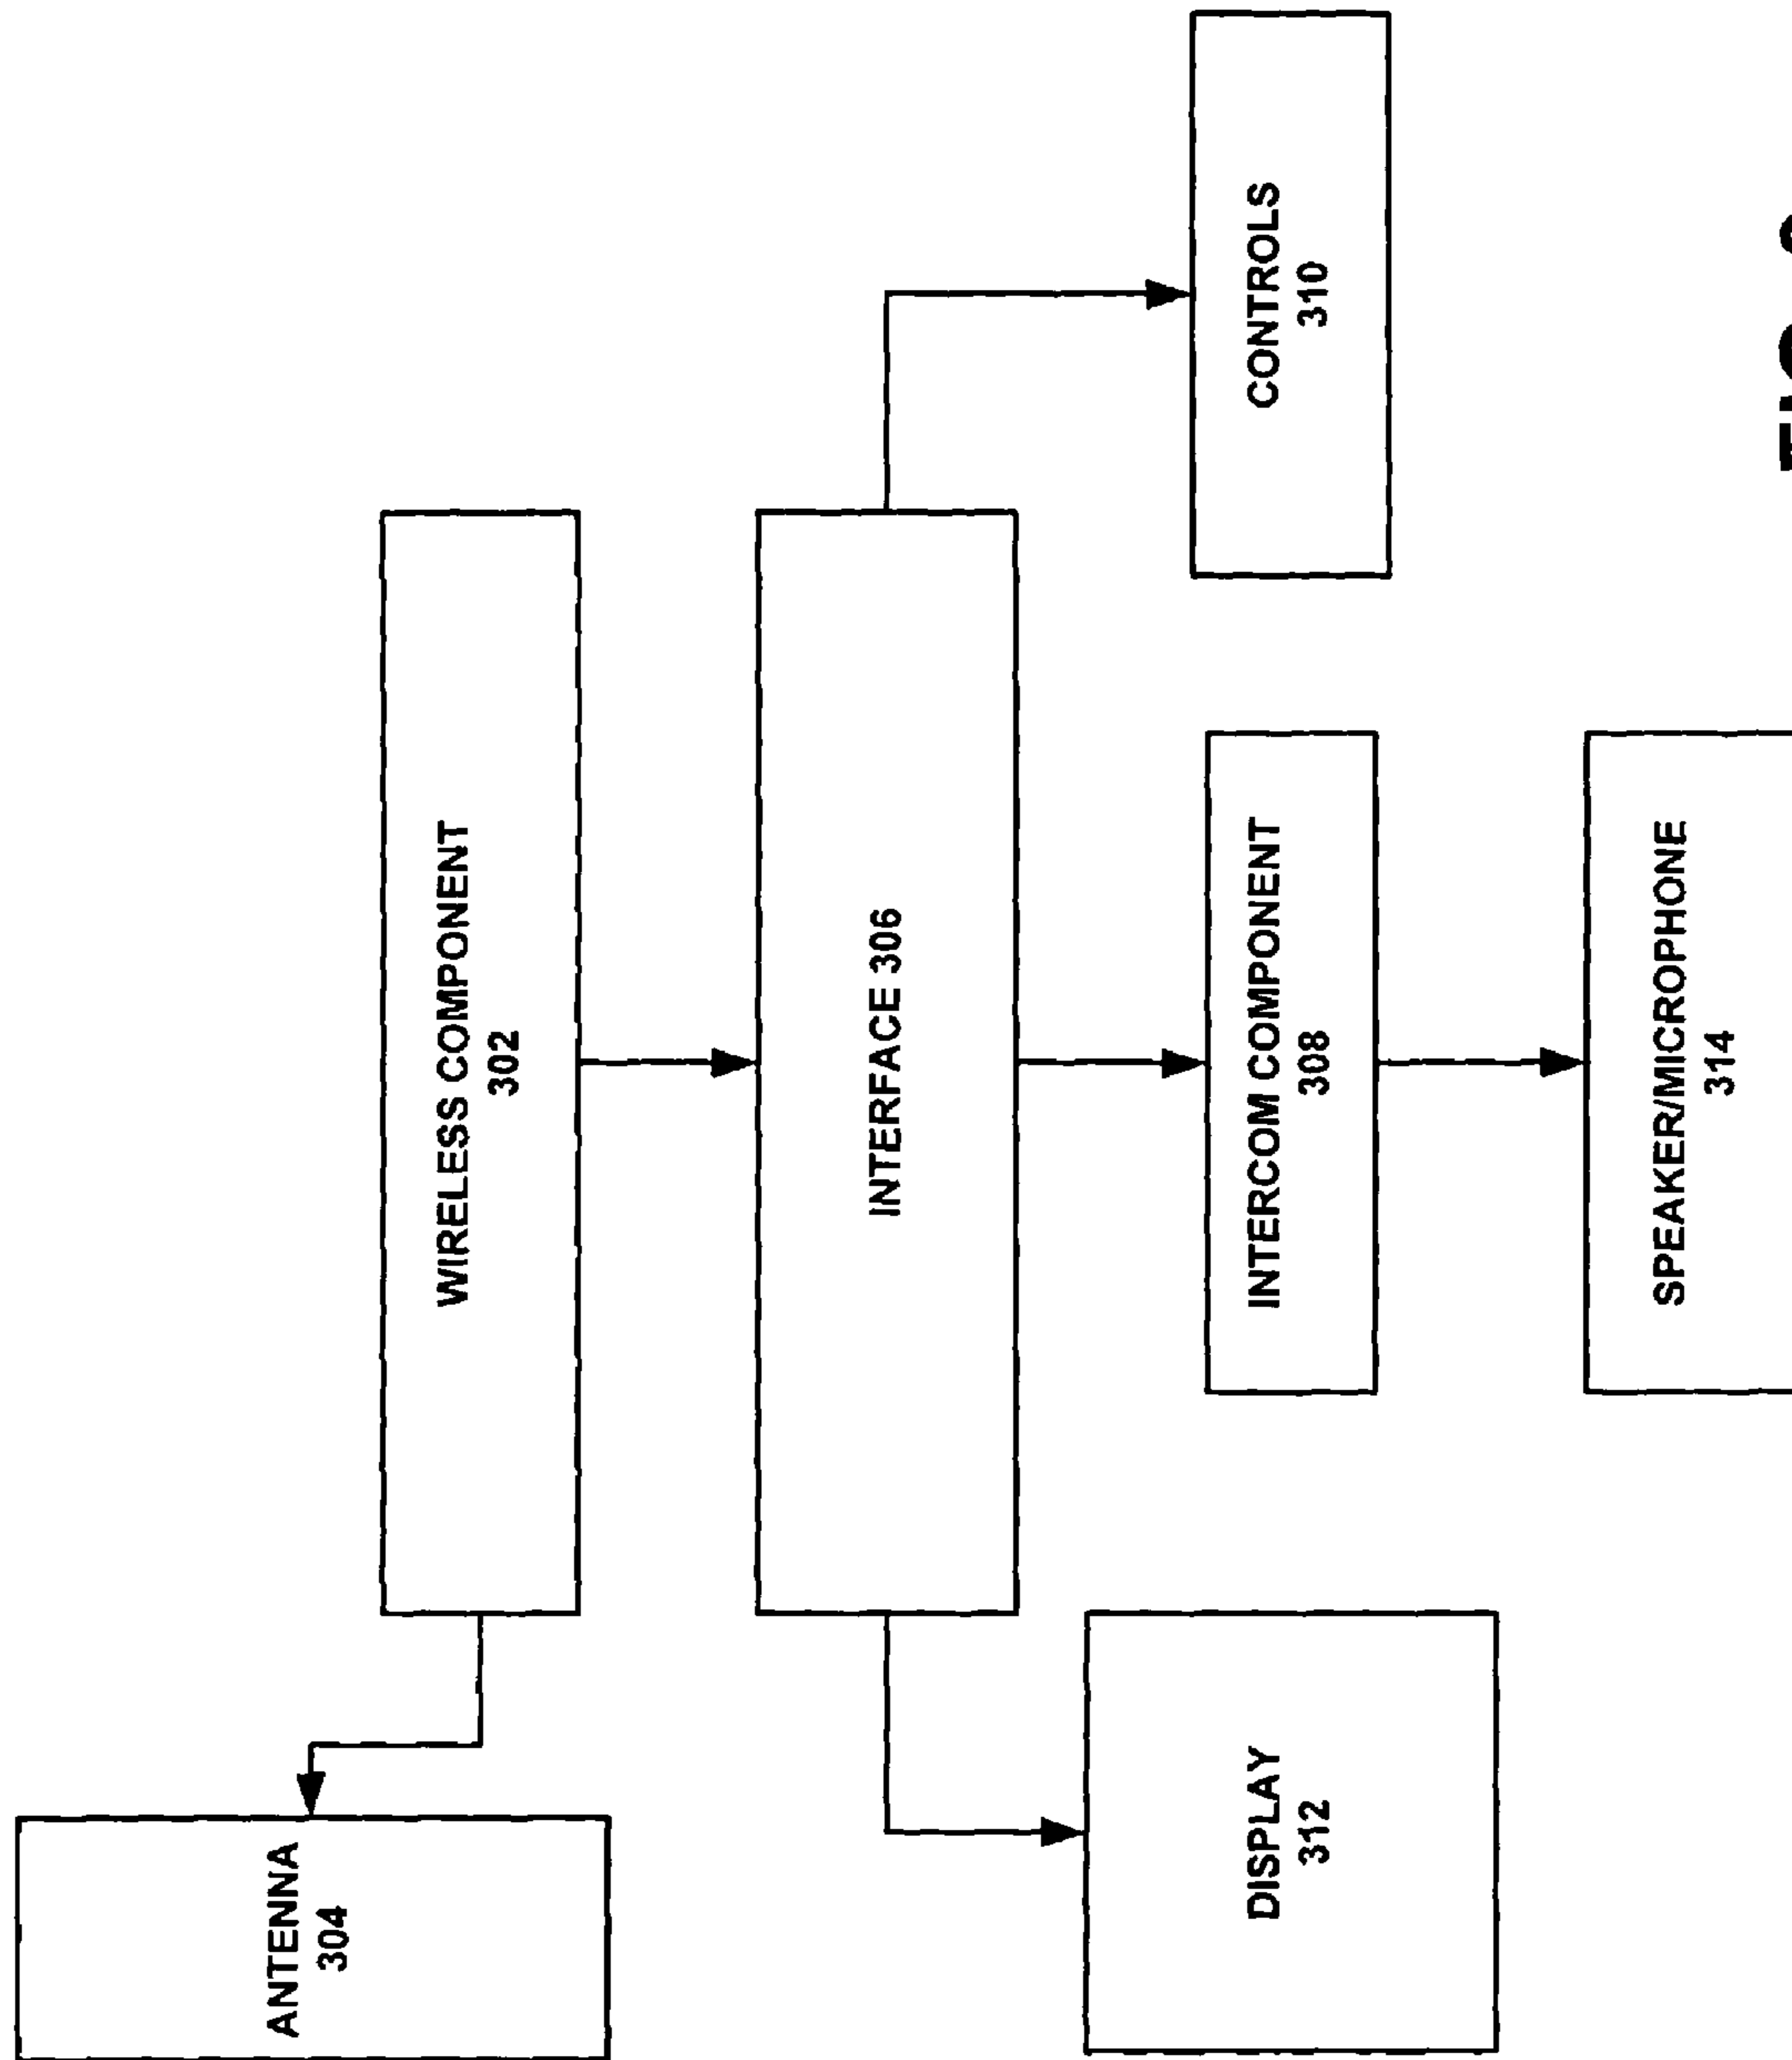 ANTENNA
304
WIRELESS COMPONENT
302
INTERFACE 306
DISPLAY
312
INTERCOM COMPONENT
308
CONTROLS
310
SPEAKER/MICROPHONE
314